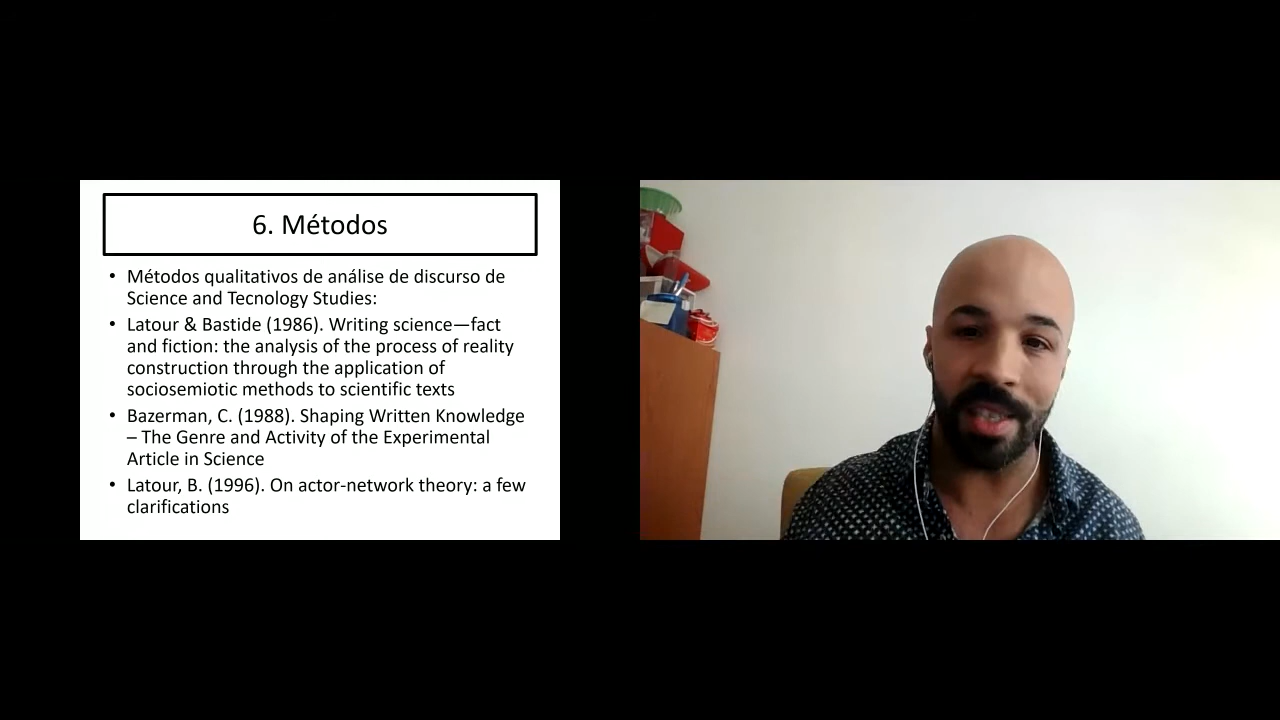 6. Métodos
• Métodos qualitativos de análise de discurso de
Science and Tecnology Studies:
• Latour & Bastide (1986). Writing science—fact
and fiction: the analysis of the process of reality
construction through the application of
sociosemiotic methods to scientific texts
• Bazerman, C. (1988). Shaping Written Knowledge
– The Genre and Activity of the Experimental
Article in Science
• Latour, B. (1996). On actor-network theory: a few
clarifications